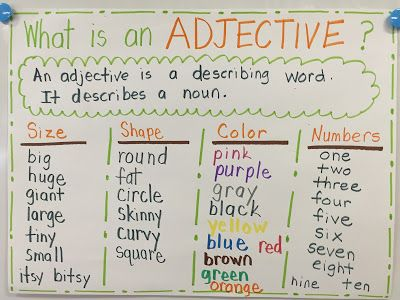 What is an ADJECTIVE?
An adjective is a describing word.
It describes a noun.
Size
big
huge
giant
large
tiny
small
itsy bitsy
Shape
round
fat
circle
skinny
curvy
square
Color
pink
purple
gray
black
yellow
blue red
brown
green
orange
Numbers
one
two
three
four
five
six
seven
eight
nine ten